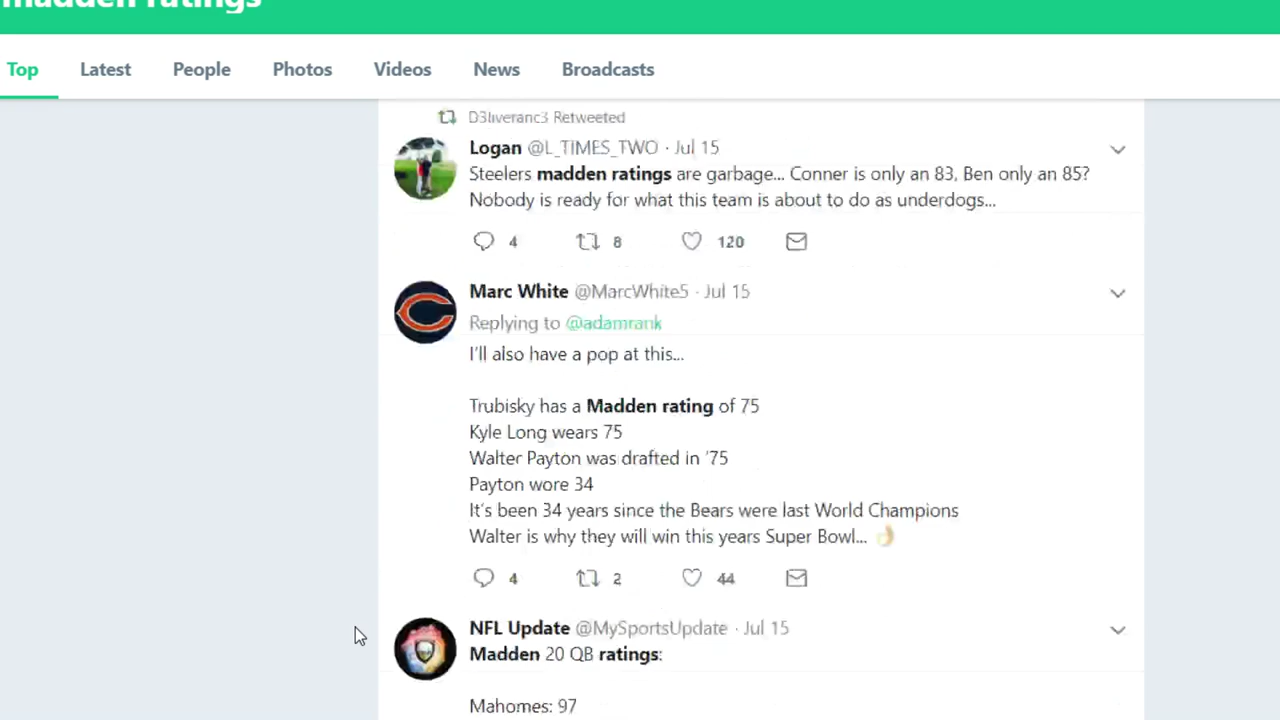 madden ratings
Top Latest People Photos Videos News Broadcasts
D3liveranc3 Retweeted
Logan @L_TIMES_TWO · Jul 15
Steelers madden ratings are garbage... Conner is only an 83, Ben only an 85?
Nobody is ready for what this team is about to do as underdogs...
4 8 120
Marc White @MarcWhite5 · Jul 15
Replying to @adamrank
I'll also have a pop at this...
Trubisky has a Madden rating of 75
Kyle Long wears 75
Walter Payton was drafted in '75
Payton wore 34
It's been 34 years since the Bears were last World Champions
Walter is why they will win this years Super Bowl... 👌
4 2 44
NFL Update @MySportsUpdate · Jul 15
Madden 20 QB ratings:
Mahomes: 97